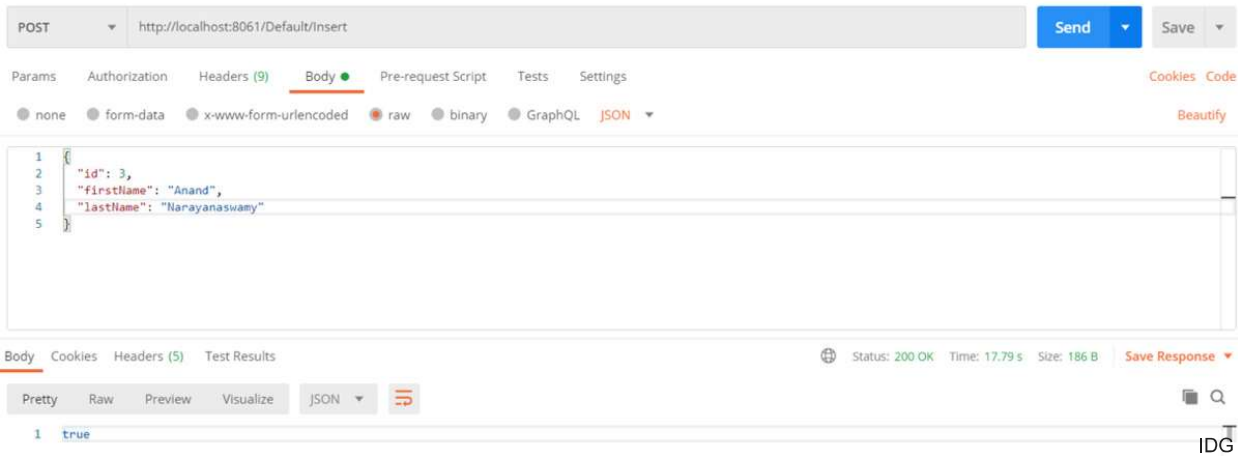 POST http://localhost:8061/Default/Insert Send Save
Params Authorization Headers (9) Body Pre-request Script Tests Settings Cookies Code
none form-data x-www-form-urlencoded raw binary GraphQL JSON Beautify
1 {
2 "id": 3,
3 "firstName": "Anand",
4 "lastName": "Narayanaswamy"
5 }
Body Cookies Headers (5) Test Results Status: 200 OK Time: 17.79 s Size: 186 B Save Response
Pretty Raw Preview Visualize JSON
1 true
IDG